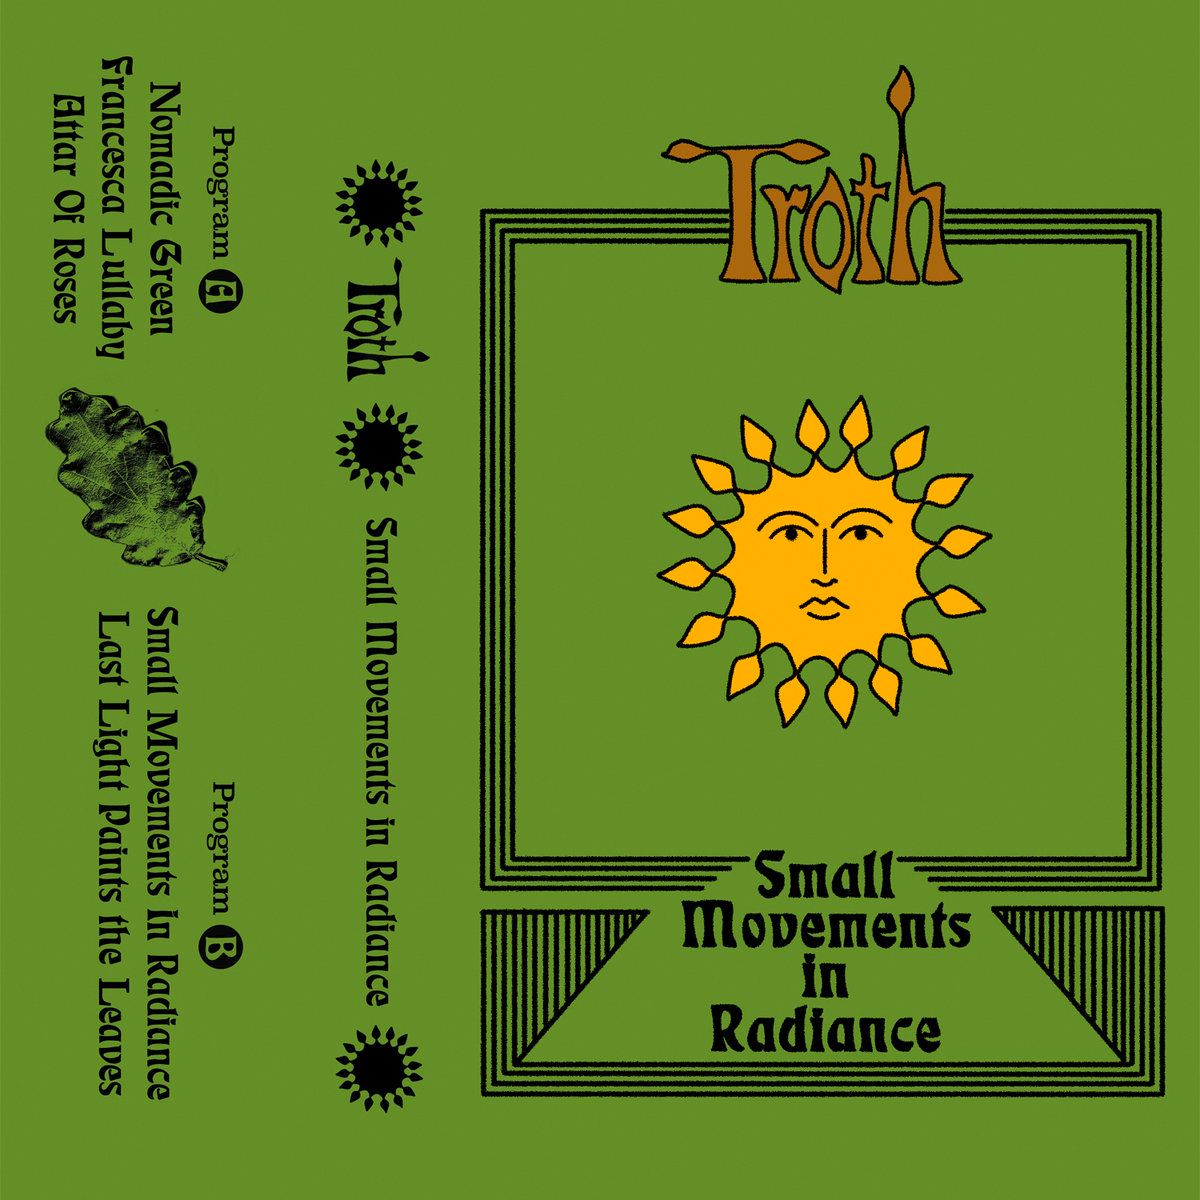 Troth
Small
Movements
in
Radiance
Troth
Small Movements in Radiance
Program A
Nomadic Green
Francesca Lullaby
Attar Of Roses
Program B
Small Movements In Radiance
Last Light Paints the Leaves